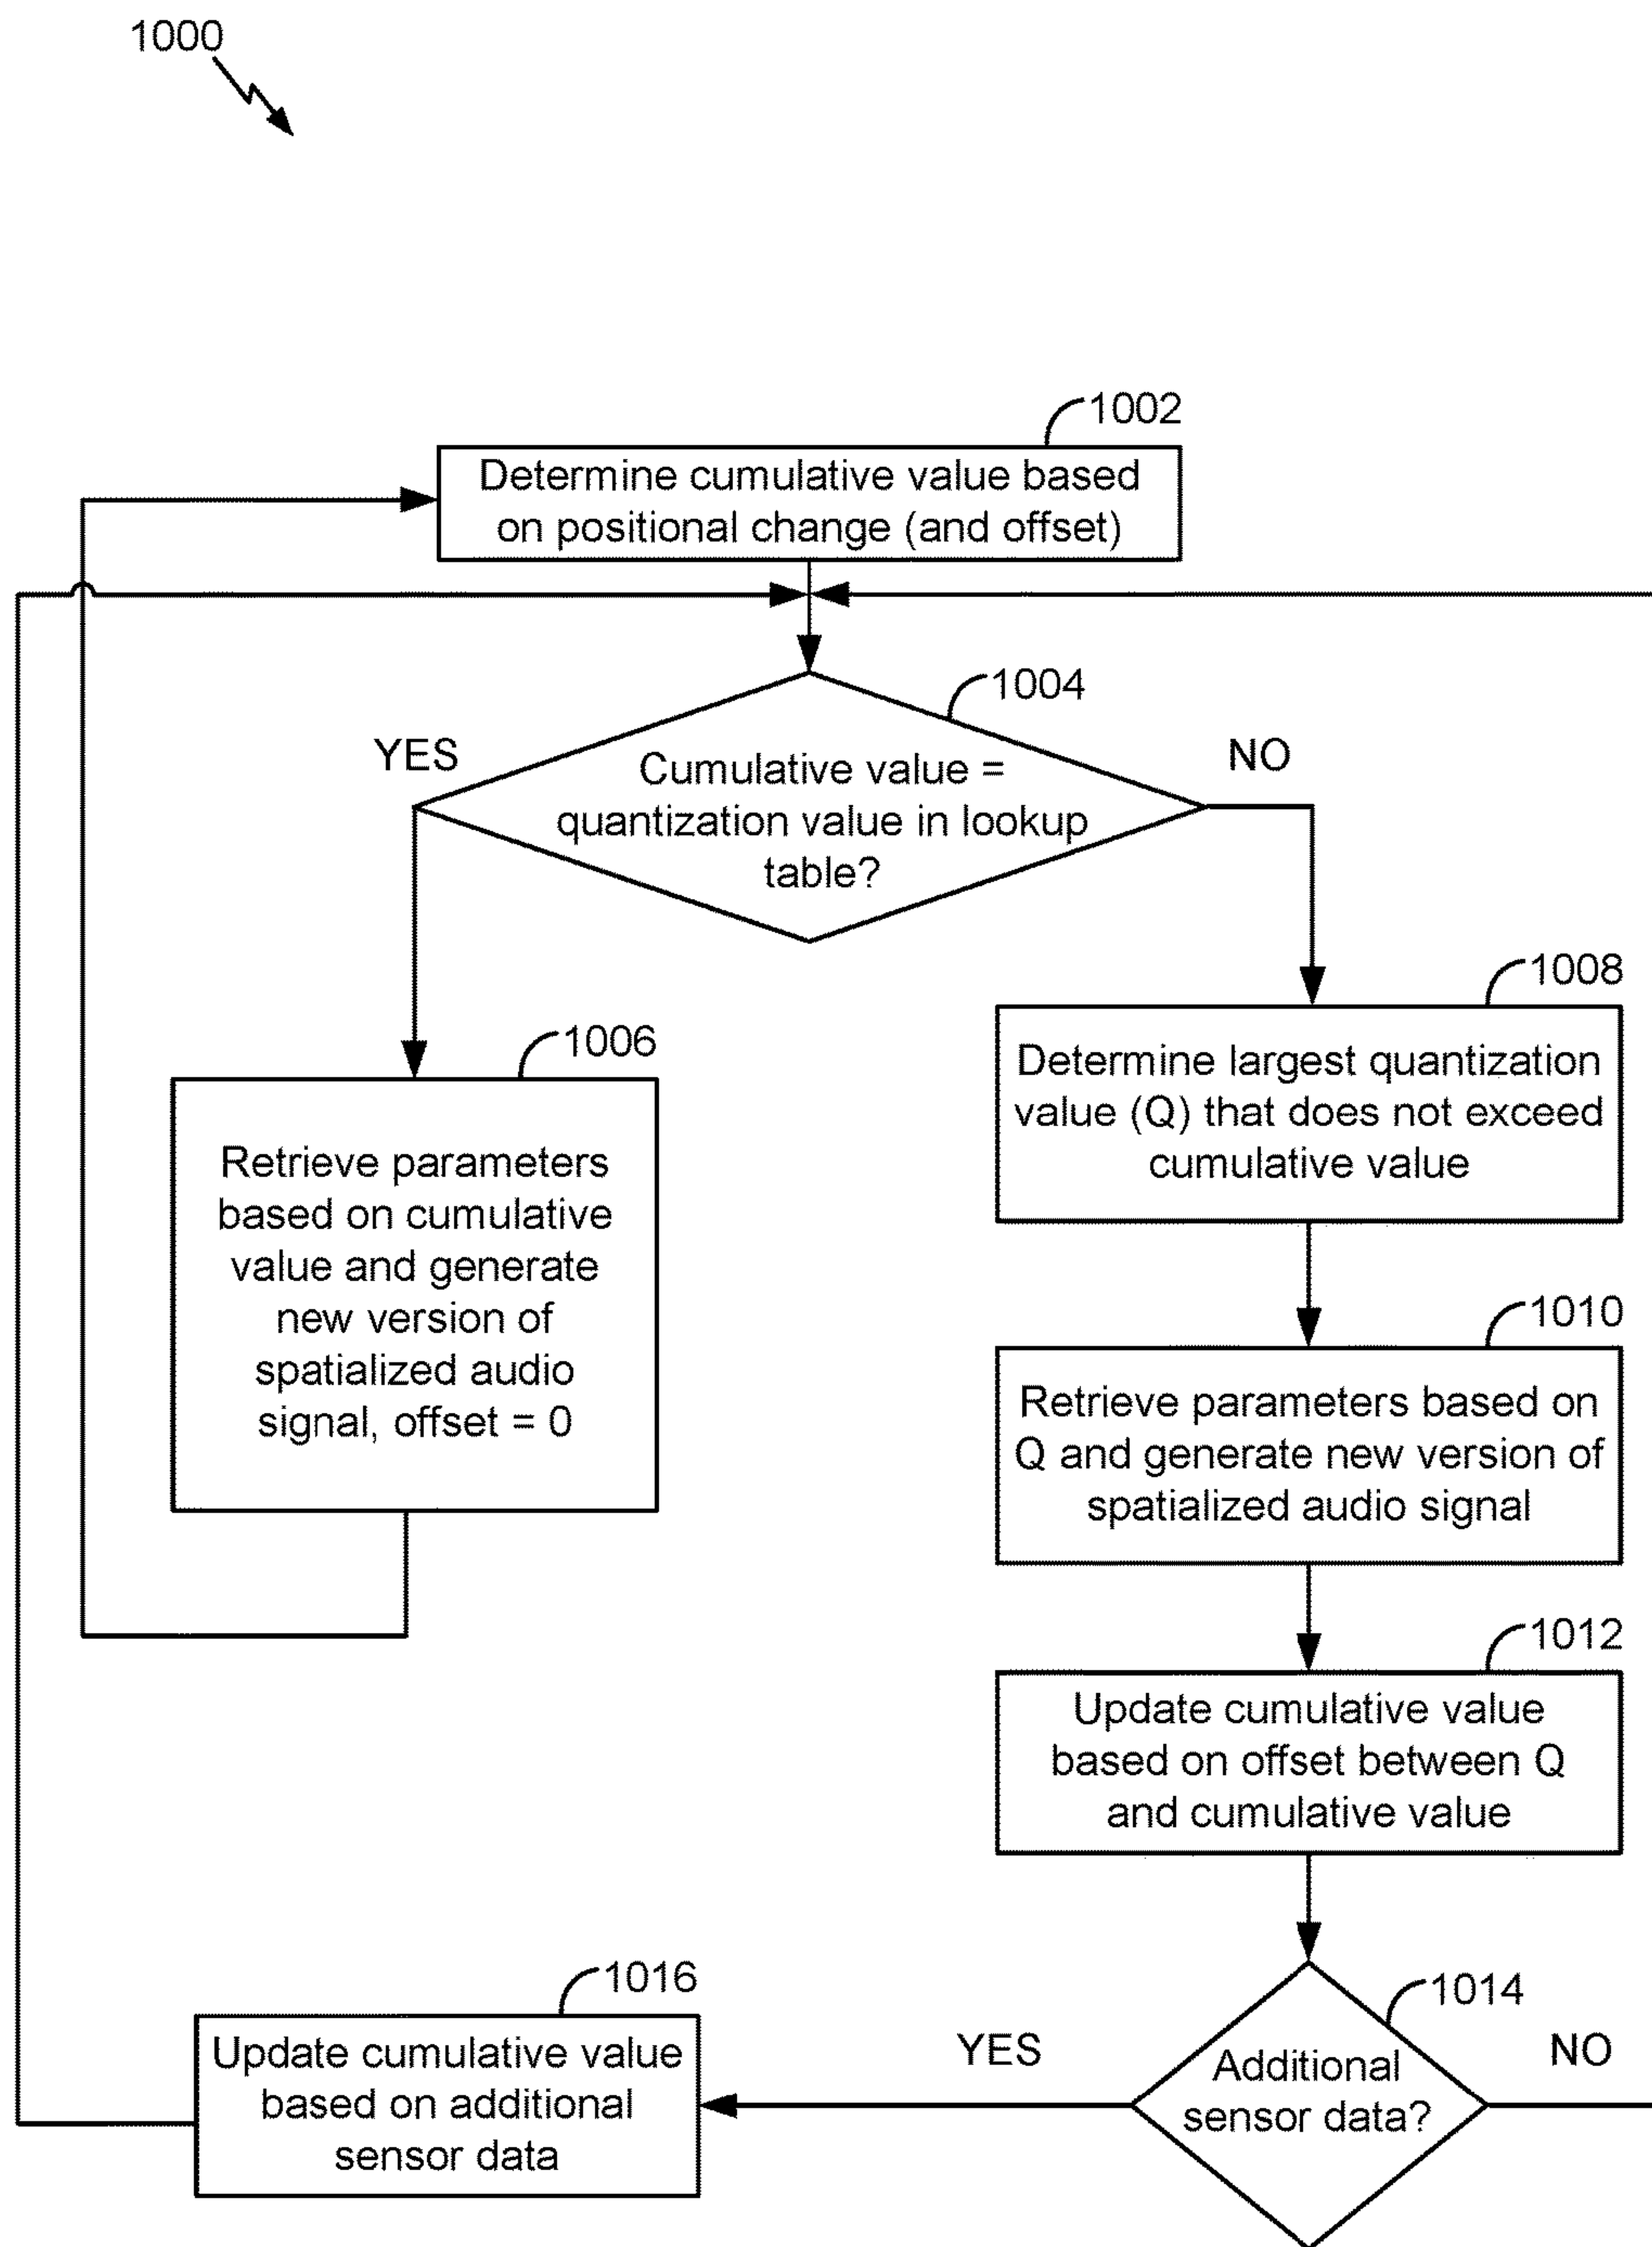 1000
1002
Determine cumulative value based
on positional change (and offset)
1004
YES
NO
Cumulative value =
quantization value in lookup
table?
1006
Retrieve parameters
based on cumulative
value and generate
new version of
spatialized audio
signal, offset = 0
1008
Determine largest quantization
value (Q) that does not exceed
cumulative value
1010
Retrieve parameters based on
Q and generate new version of
spatialized audio signal
1012
Update cumulative value
based on offset between Q
and cumulative value
1014
YES
NO
Additional
sensor data?
1016
Update cumulative value
based on additional
sensor data